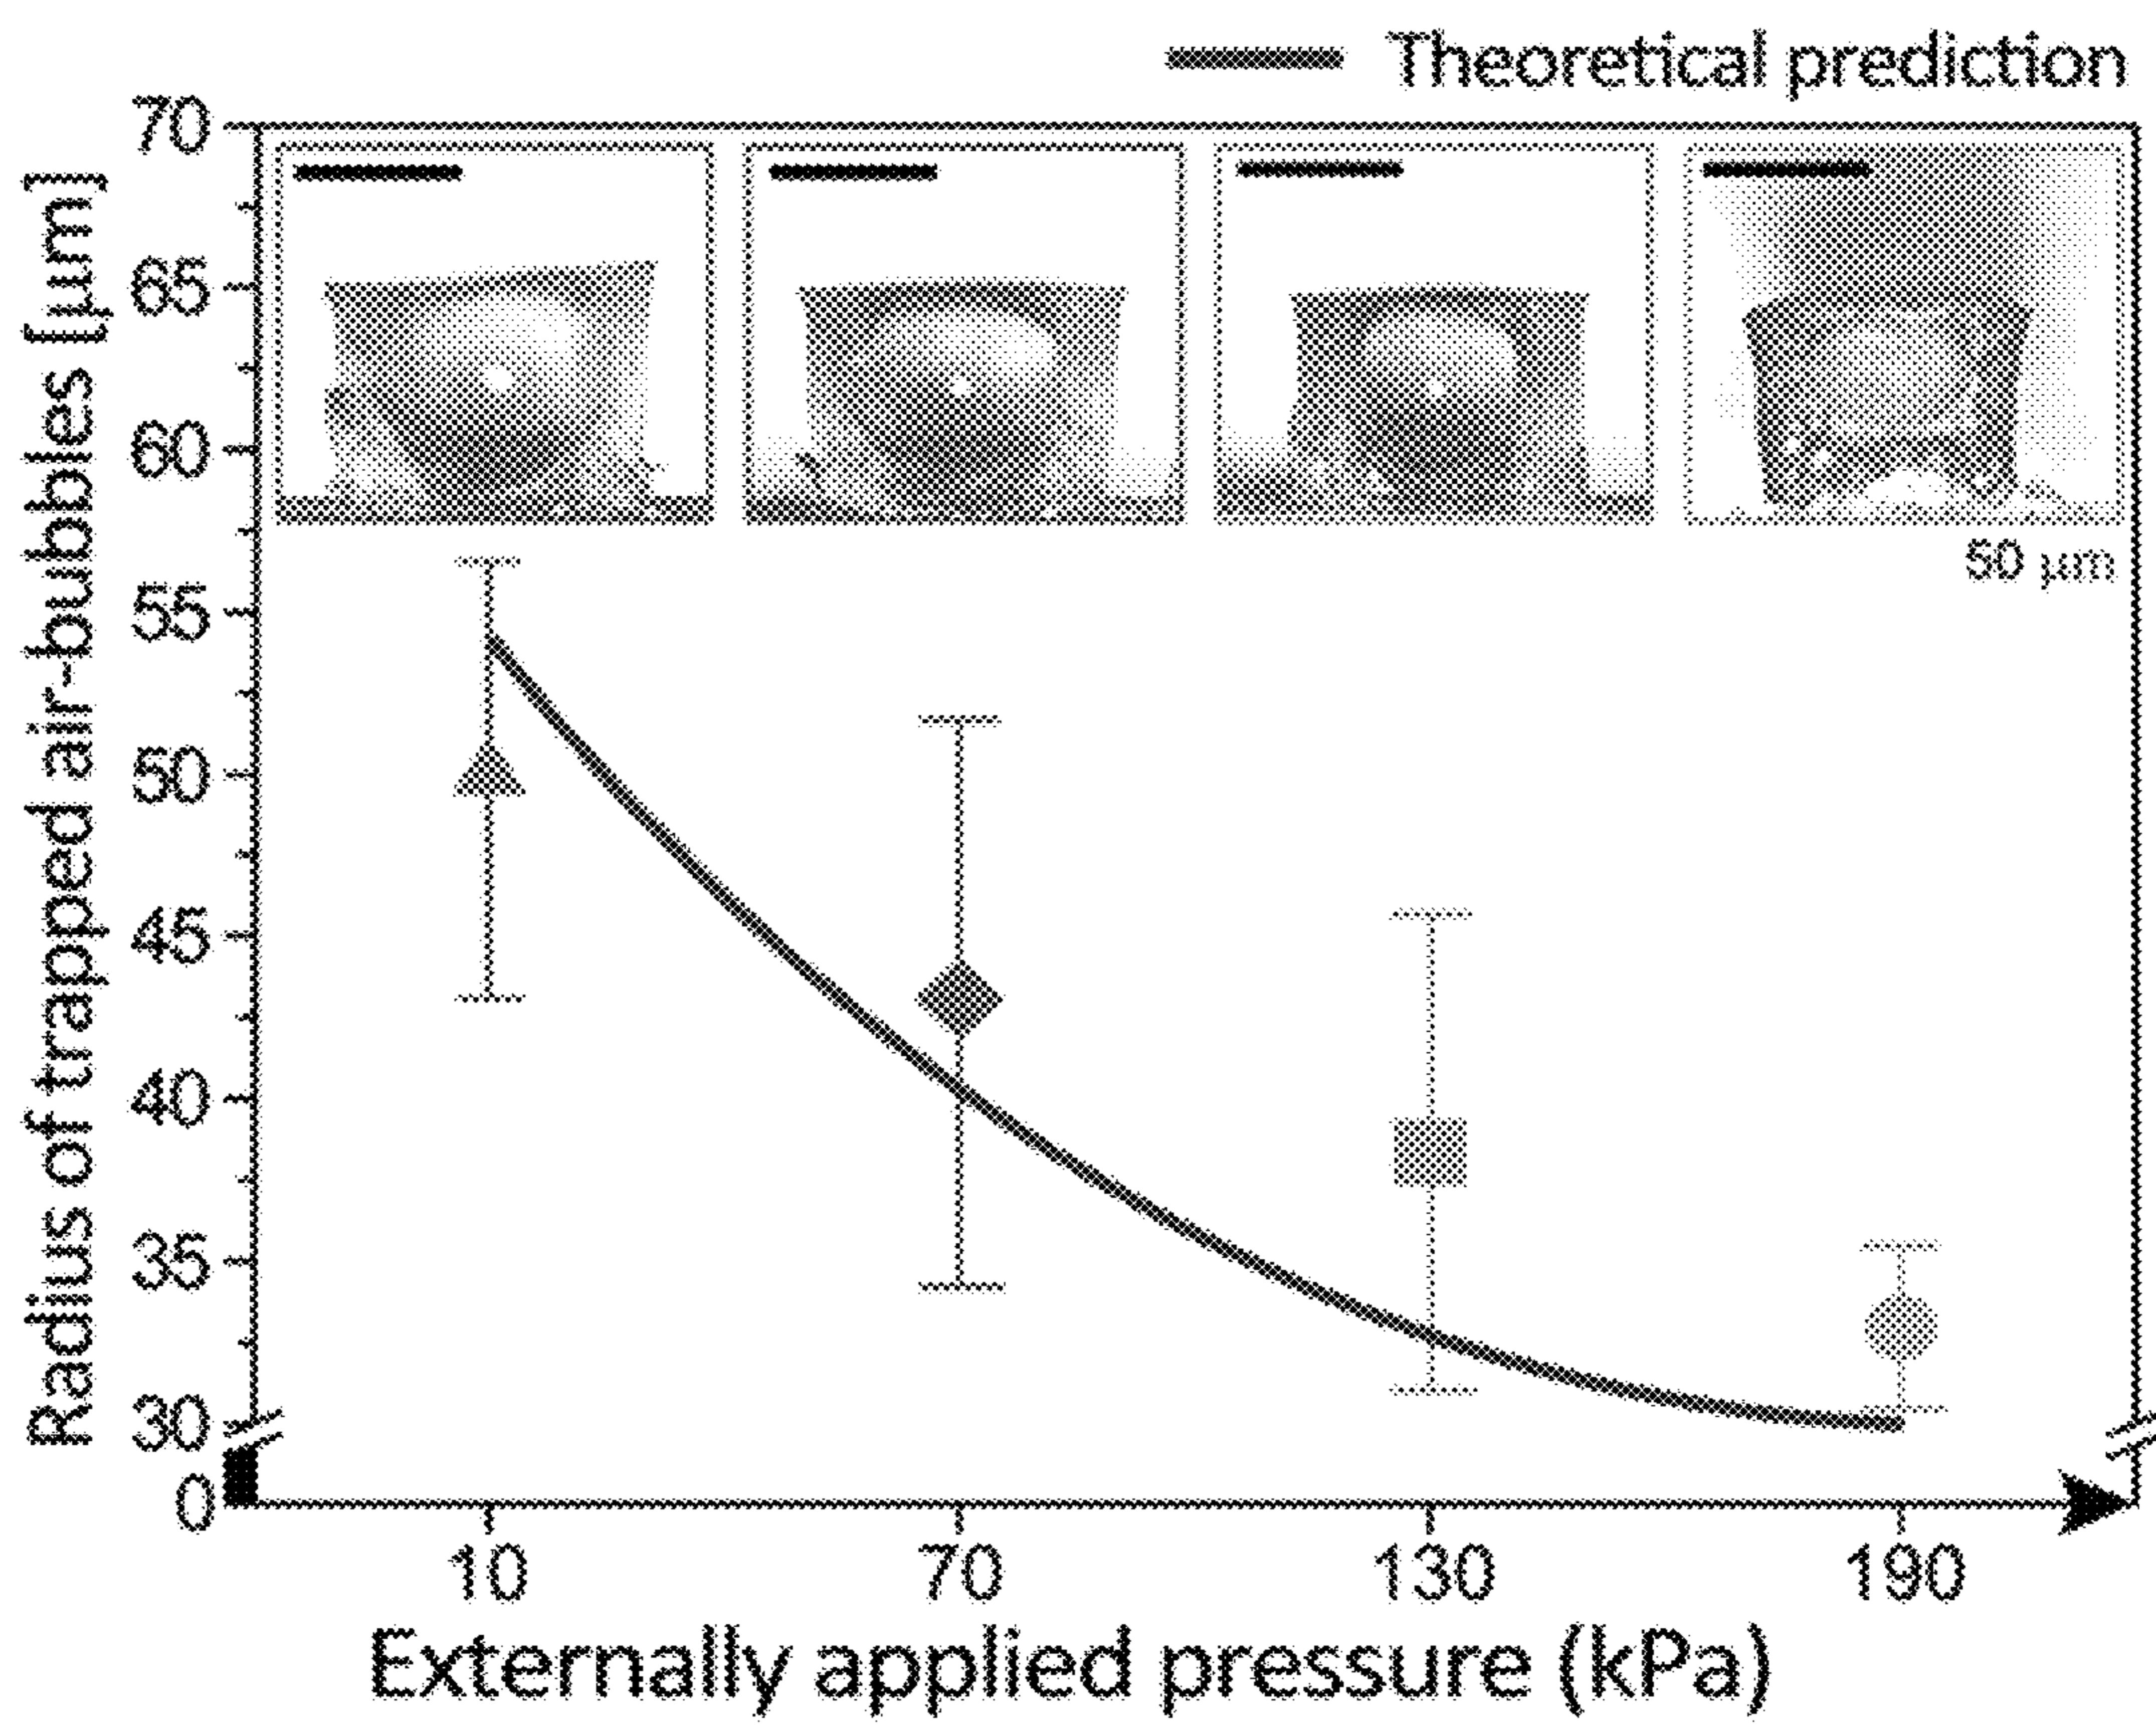 Theoretical prediction
Radius of trapped air-bubbles [µm]
70
65
60
55
50
45
40
35
30
0
50 µm
10 70 130 190
Externally applied pressure (kPa)